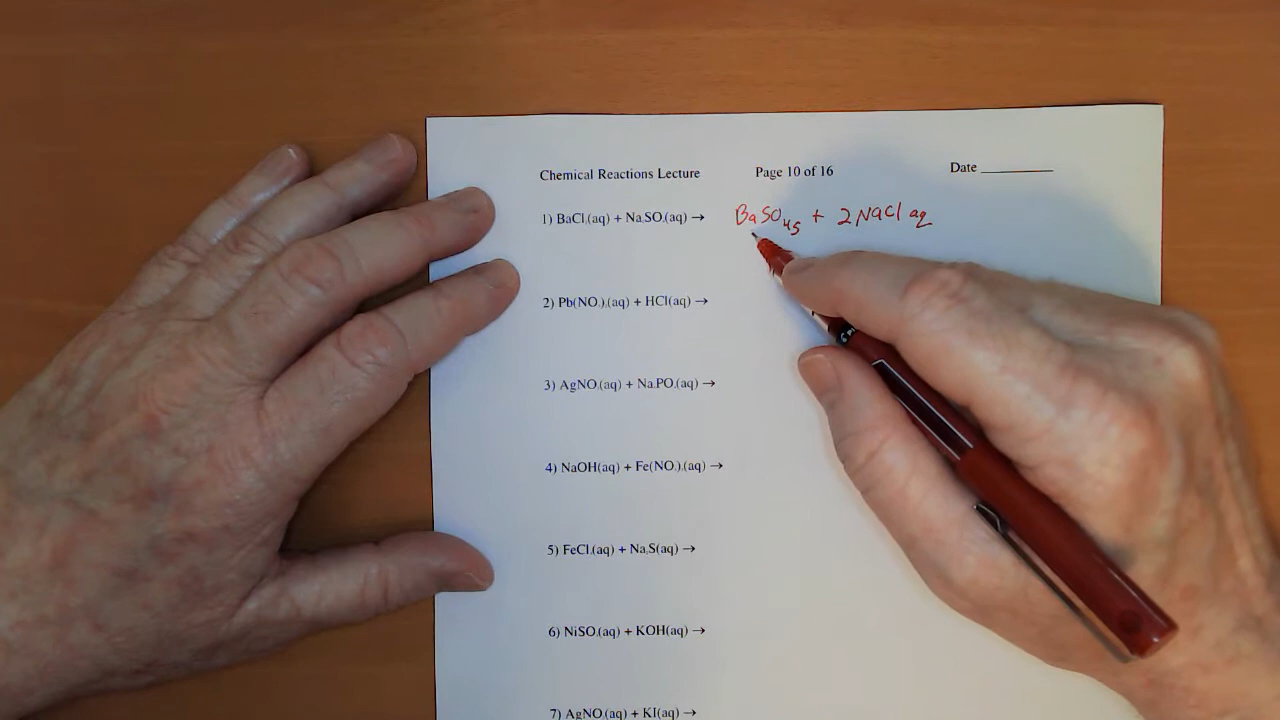 Chemical Reactions Lecture Page 10 of 16 Date ________
1) BaCl₂(aq) + Na₂SO₄(aq) → BaSO₄s + 2NaCl aq
2) Pb(NO₃)₂(aq) + HCl(aq) →
3) AgNO₃(aq) + Na₃PO₄(aq) →
4) NaOH(aq) + Fe(NO₃)₃(aq) →
5) FeCl₃(aq) + Na₂S(aq) →
6) NiSO₄(aq) + KOH(aq) →
7) AgNO₃(aq) + KI(aq) →